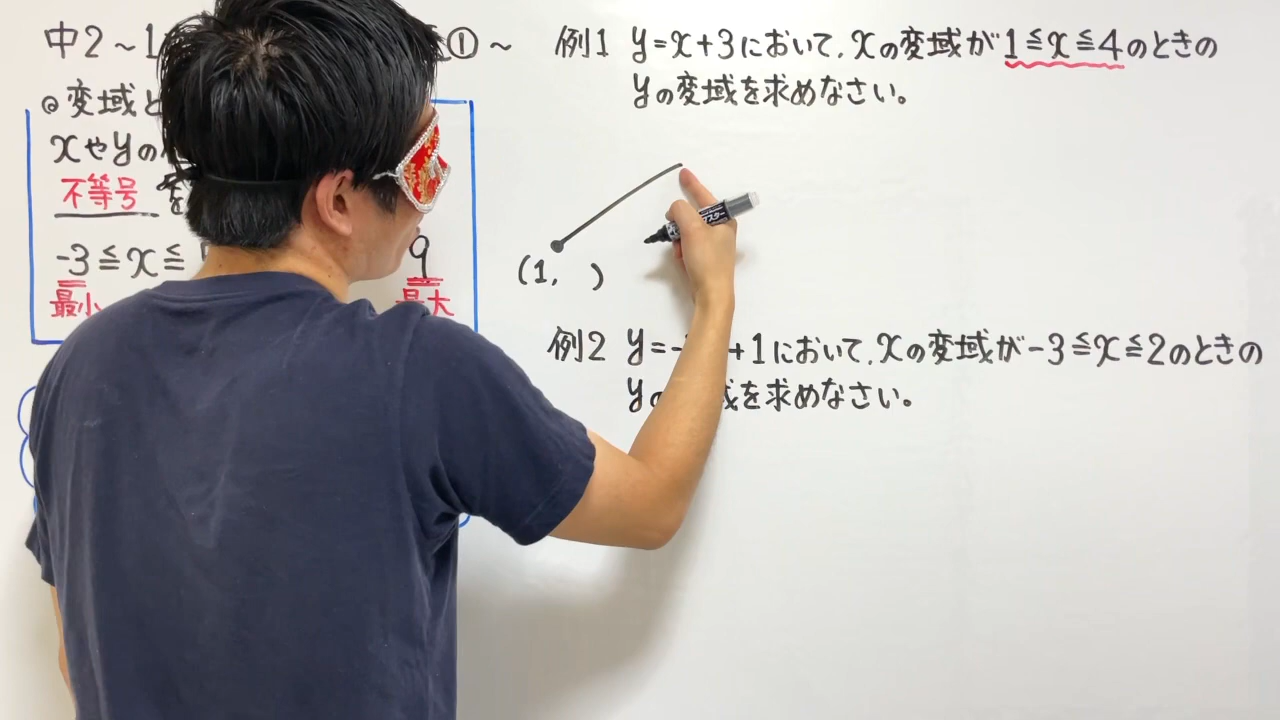 中2～1
①～
◎変域と
xやyの
不等号を
-3≦x≦
9
最小
最大
例1 y=x+3において、xの変域が1≦x≦4のときの
yの変域を求めなさい。
(1, )
例2 y=- +1において、xの変域が-3≦x≦2のときの
yの 域を求めなさい。